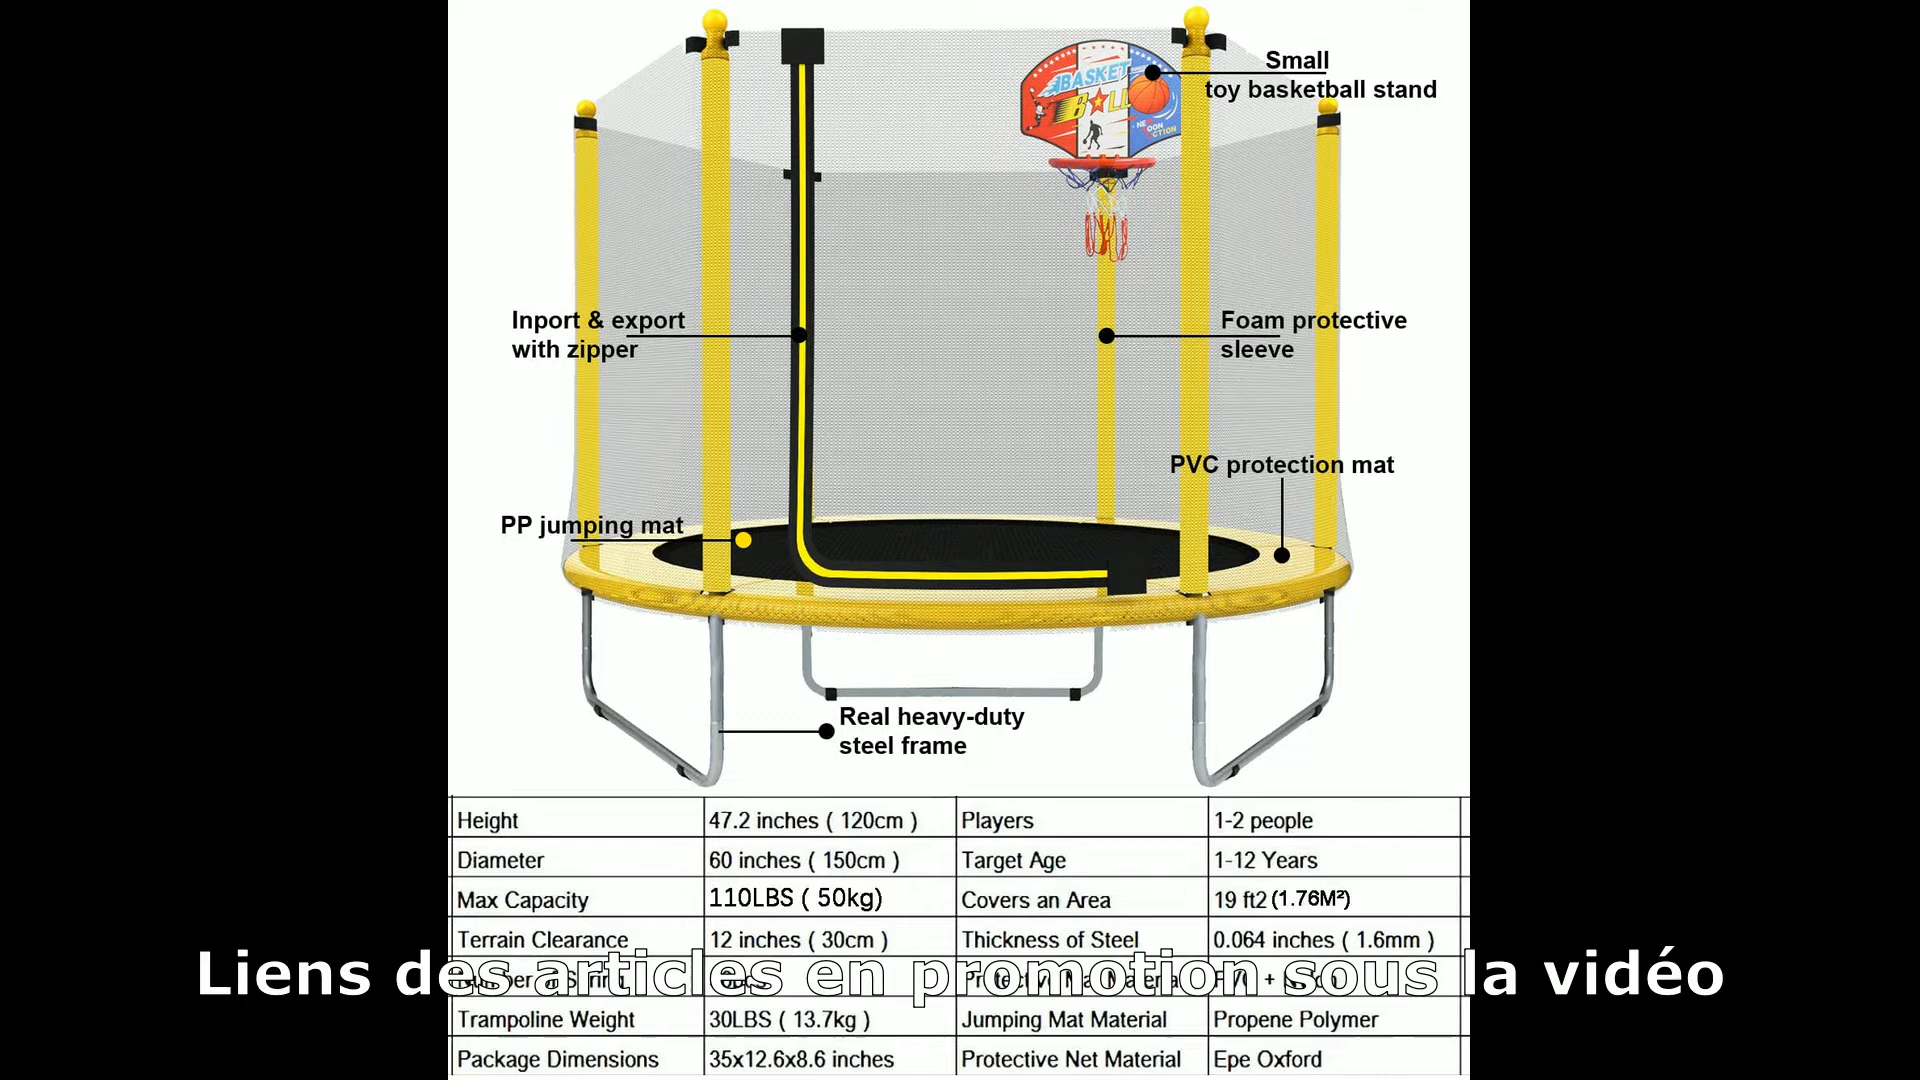 Small
toy basketball stand
BASKET
BALL
Inport & export
with zipper
Foam protective
sleeve
PVC protection mat
PP jumping mat
Real heavy-duty
steel frame
Height 47.2 inches ( 120cm ) Players 1-2 people
Diameter 60 inches ( 150cm ) Target Age 1-12 Years
Max Capacity 110LBS ( 50kg) Covers an Area 19 ft2 (1.76M²)
Terrain Clearance 12 inches ( 30cm ) Thickness of Steel 0.064 inches ( 1.6mm )
Liens des articles en promotion sous la vidéo
Trampoline Weight 30LBS ( 13.7kg ) Jumping Mat Material Propene Polymer
Package Dimensions 35x12.6x8.6 inches Protective Net Material Epe Oxford